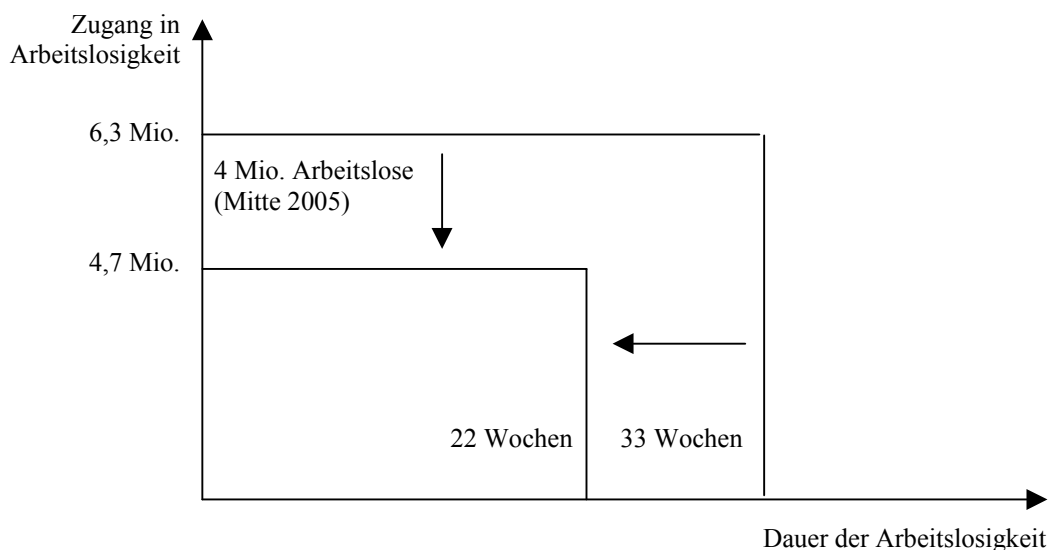 Zugang in
Arbeitslosigkeit
6,3 Mio.
4 Mio. Arbeitslose
(Mitte 2005)
4,7 Mio.
22 Wochen
33 Wochen
Dauer der Arbeitslosigkeit